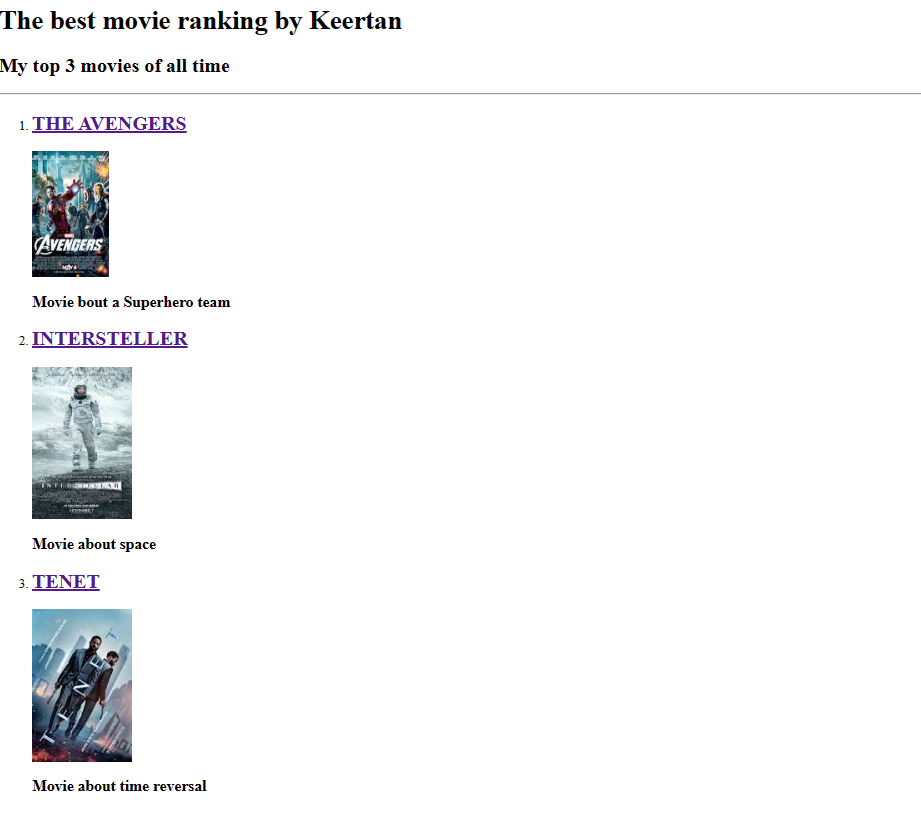 The best movie ranking by Keertan
My top 3 movies of all time
1. THE AVENGERS
AVENGERS
Movie bout a Superhero team
2. INTERSTELLER
INTERSTELLAR
Movie about space
3. TENET
TENE
Movie about time reversal